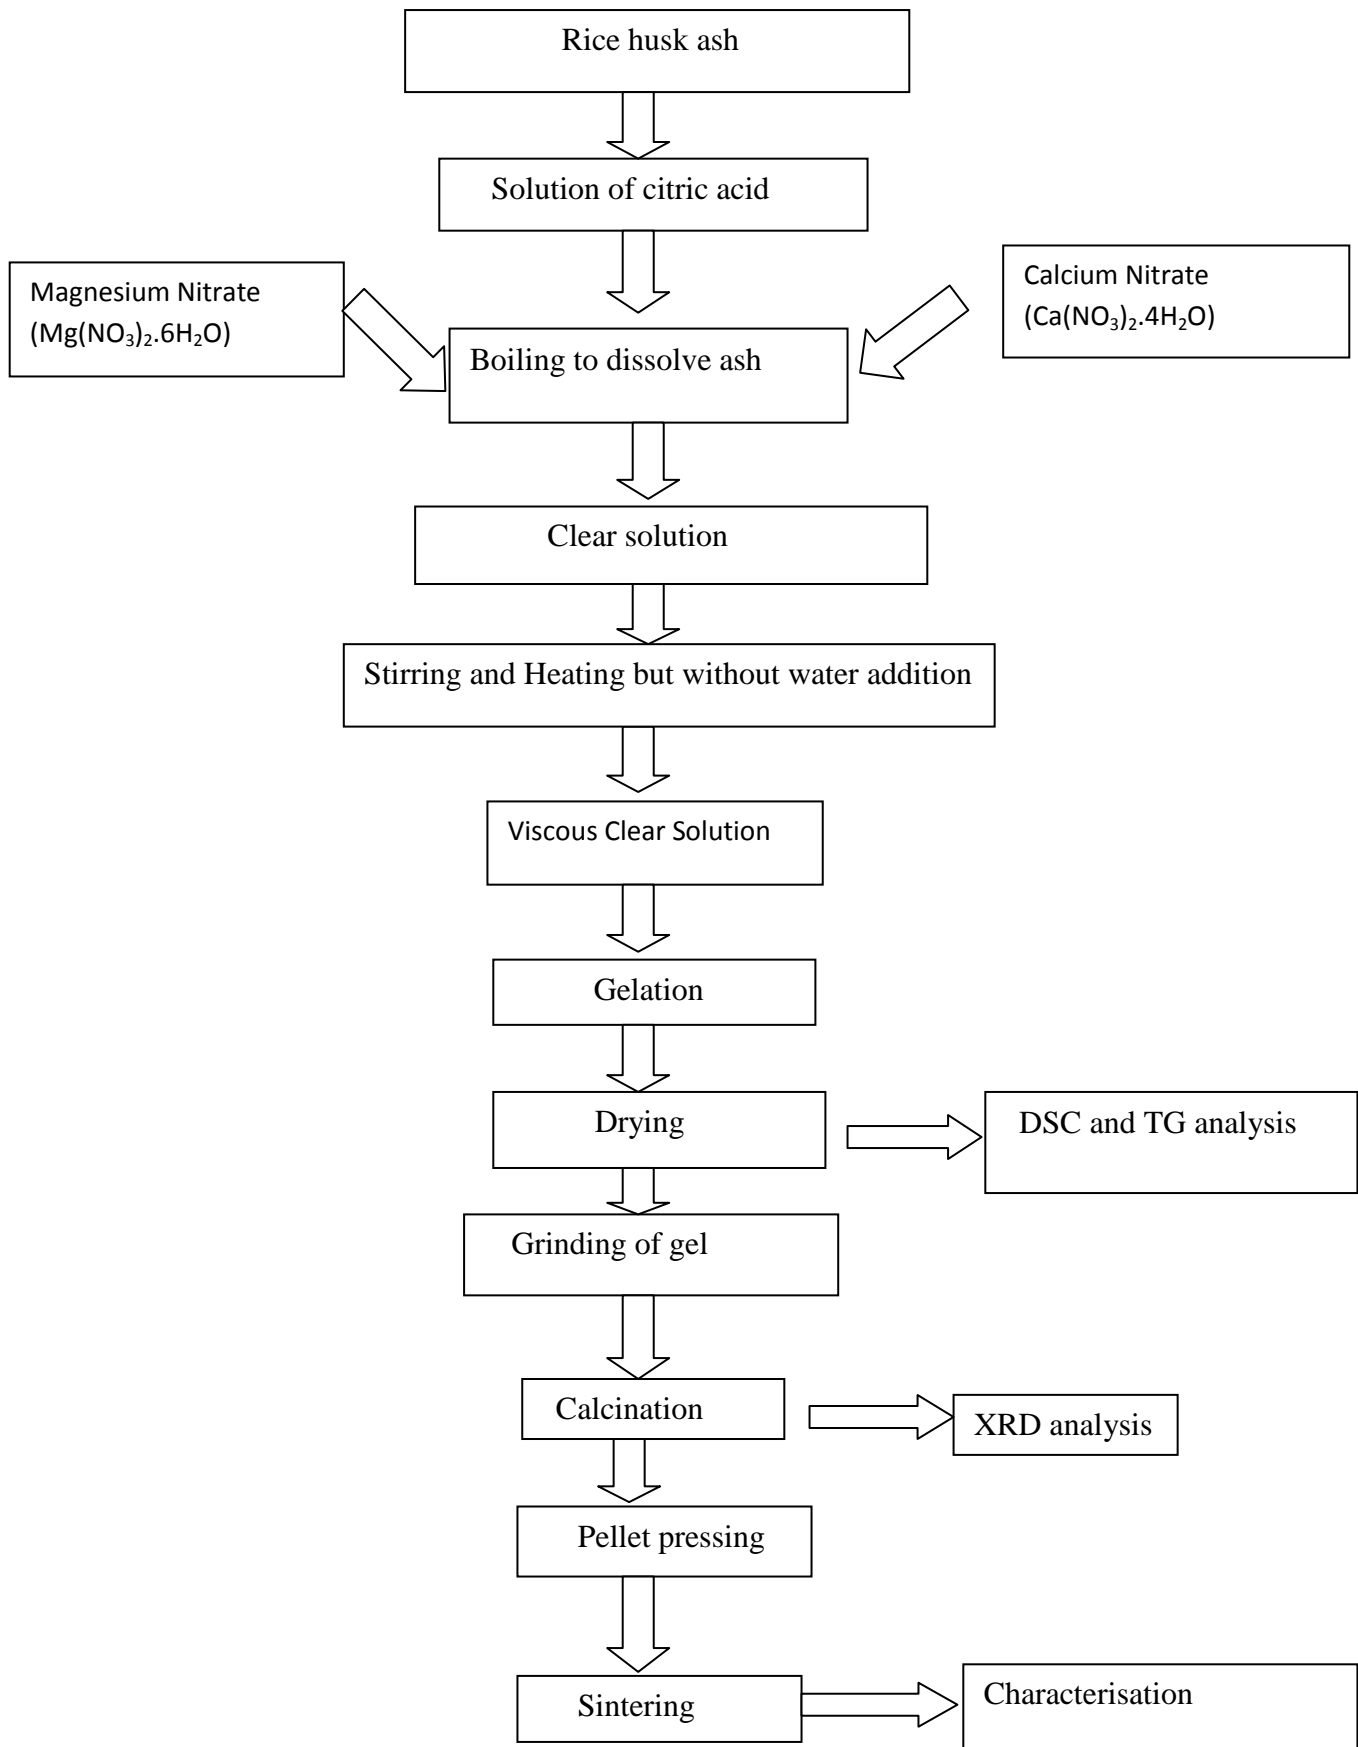 Rice husk ash
Solution of citric acid
Magnesium Nitrate
(Mg(NO₃)₂.6H₂O)
Calcium Nitrate
(Ca(NO₃)₂.4H₂O)
Boiling to dissolve ash
Clear solution
Stirring and Heating but without water addition
Viscous Clear Solution
Gelation
Drying
DSC and TG analysis
Grinding of gel
Calcination
XRD analysis
Pellet pressing
Sintering
Characterisation